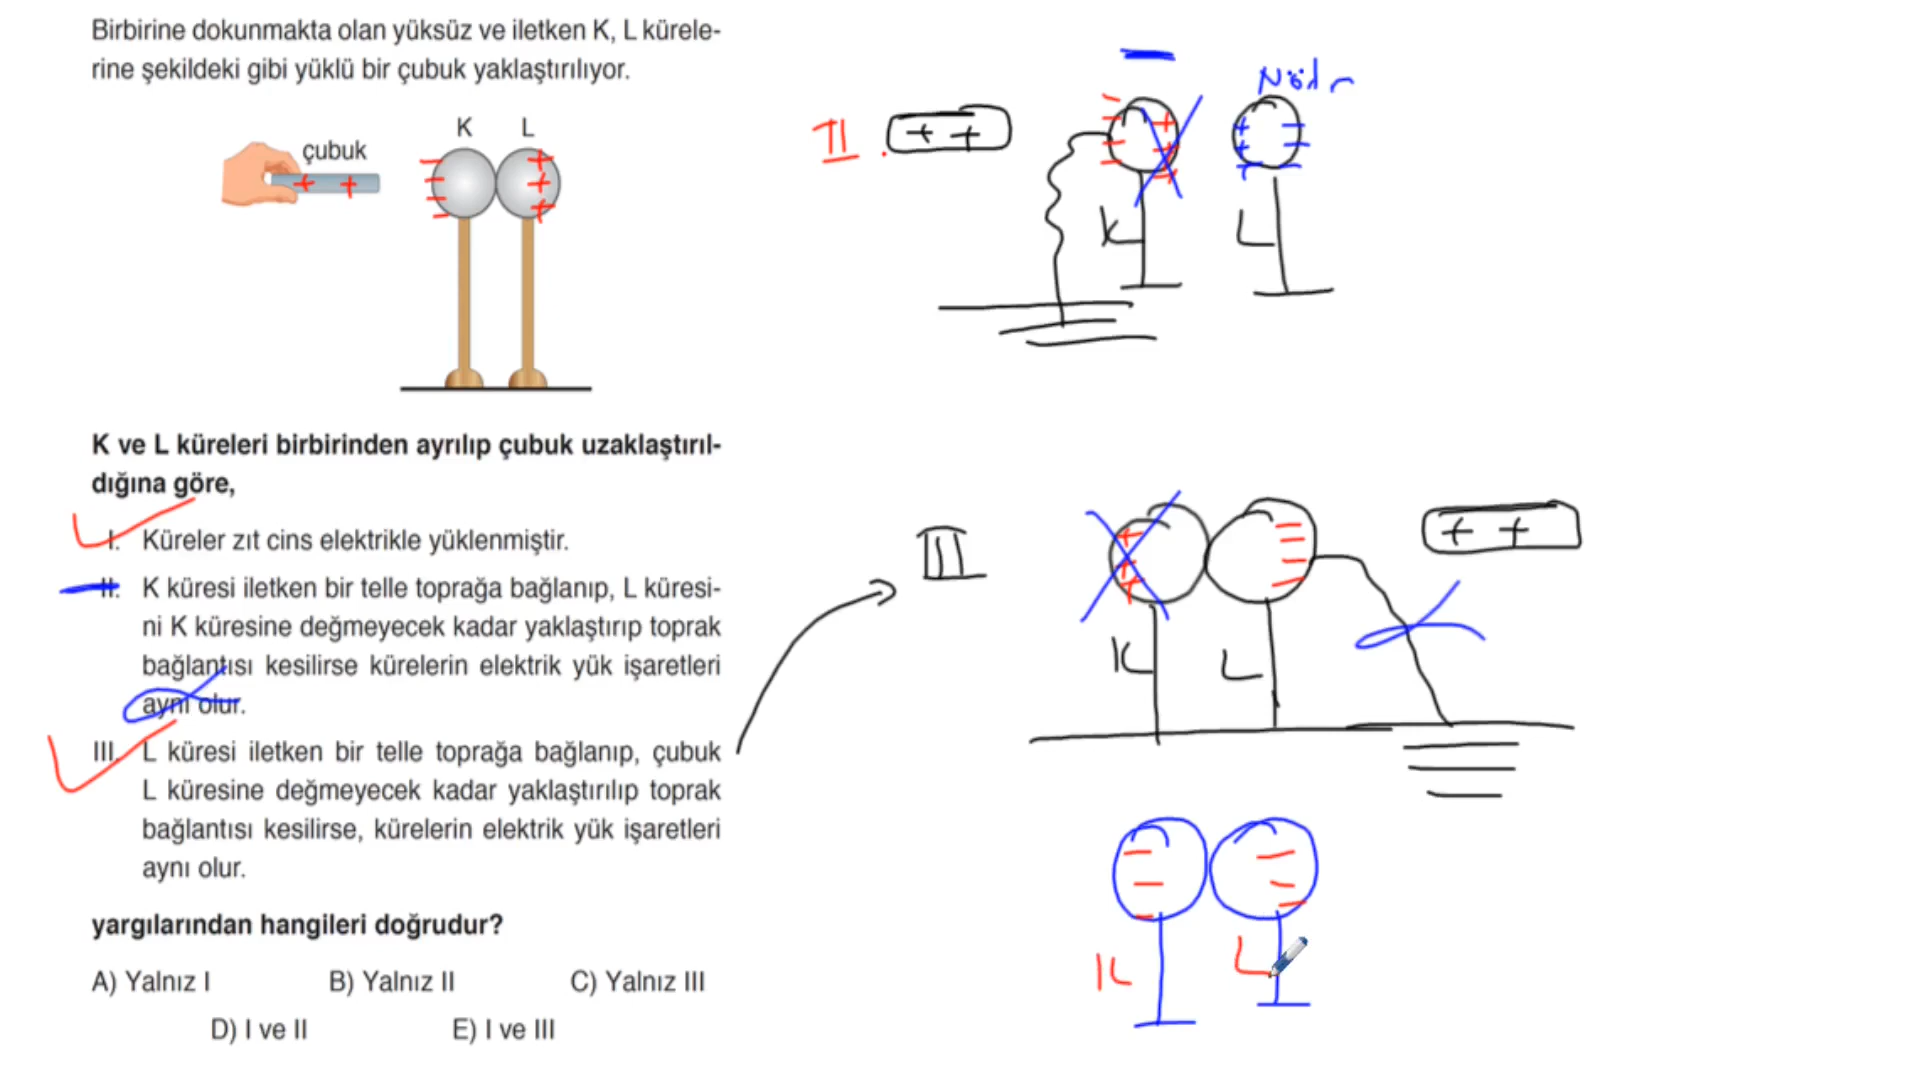 Birbirine dokunmakta olan yüksüz ve iletken K, L kürele-
rine şekildeki gibi yüklü bir çubuk yaklaştırılıyor.
K L
çubuk
+ +
K ve L küreleri birbirinden ayrılıp çubuk uzaklaştırıl-
dığına göre,
I. Küreler zıt cins elektrikle yüklenmiştir.
II. K küresi iletken bir telle toprağa bağlanıp, L küresi-
ni K küresine değmeyecek kadar yaklaştırıp toprak
bağlantısı kesilirse kürelerin elektrik yük işaretleri
aynı olur.
III. L küresi iletken bir telle toprağa bağlanıp, çubuk
L küresine değmeyecek kadar yaklaştırılıp toprak
bağlantısı kesilirse, kürelerin elektrik yük işaretleri
aynı olur.
yargılarından hangileri doğrudur?
A) Yalnız I B) Yalnız II C) Yalnız III
D) I ve II E) I ve III
II. + +
K L
III + +
K L
K L